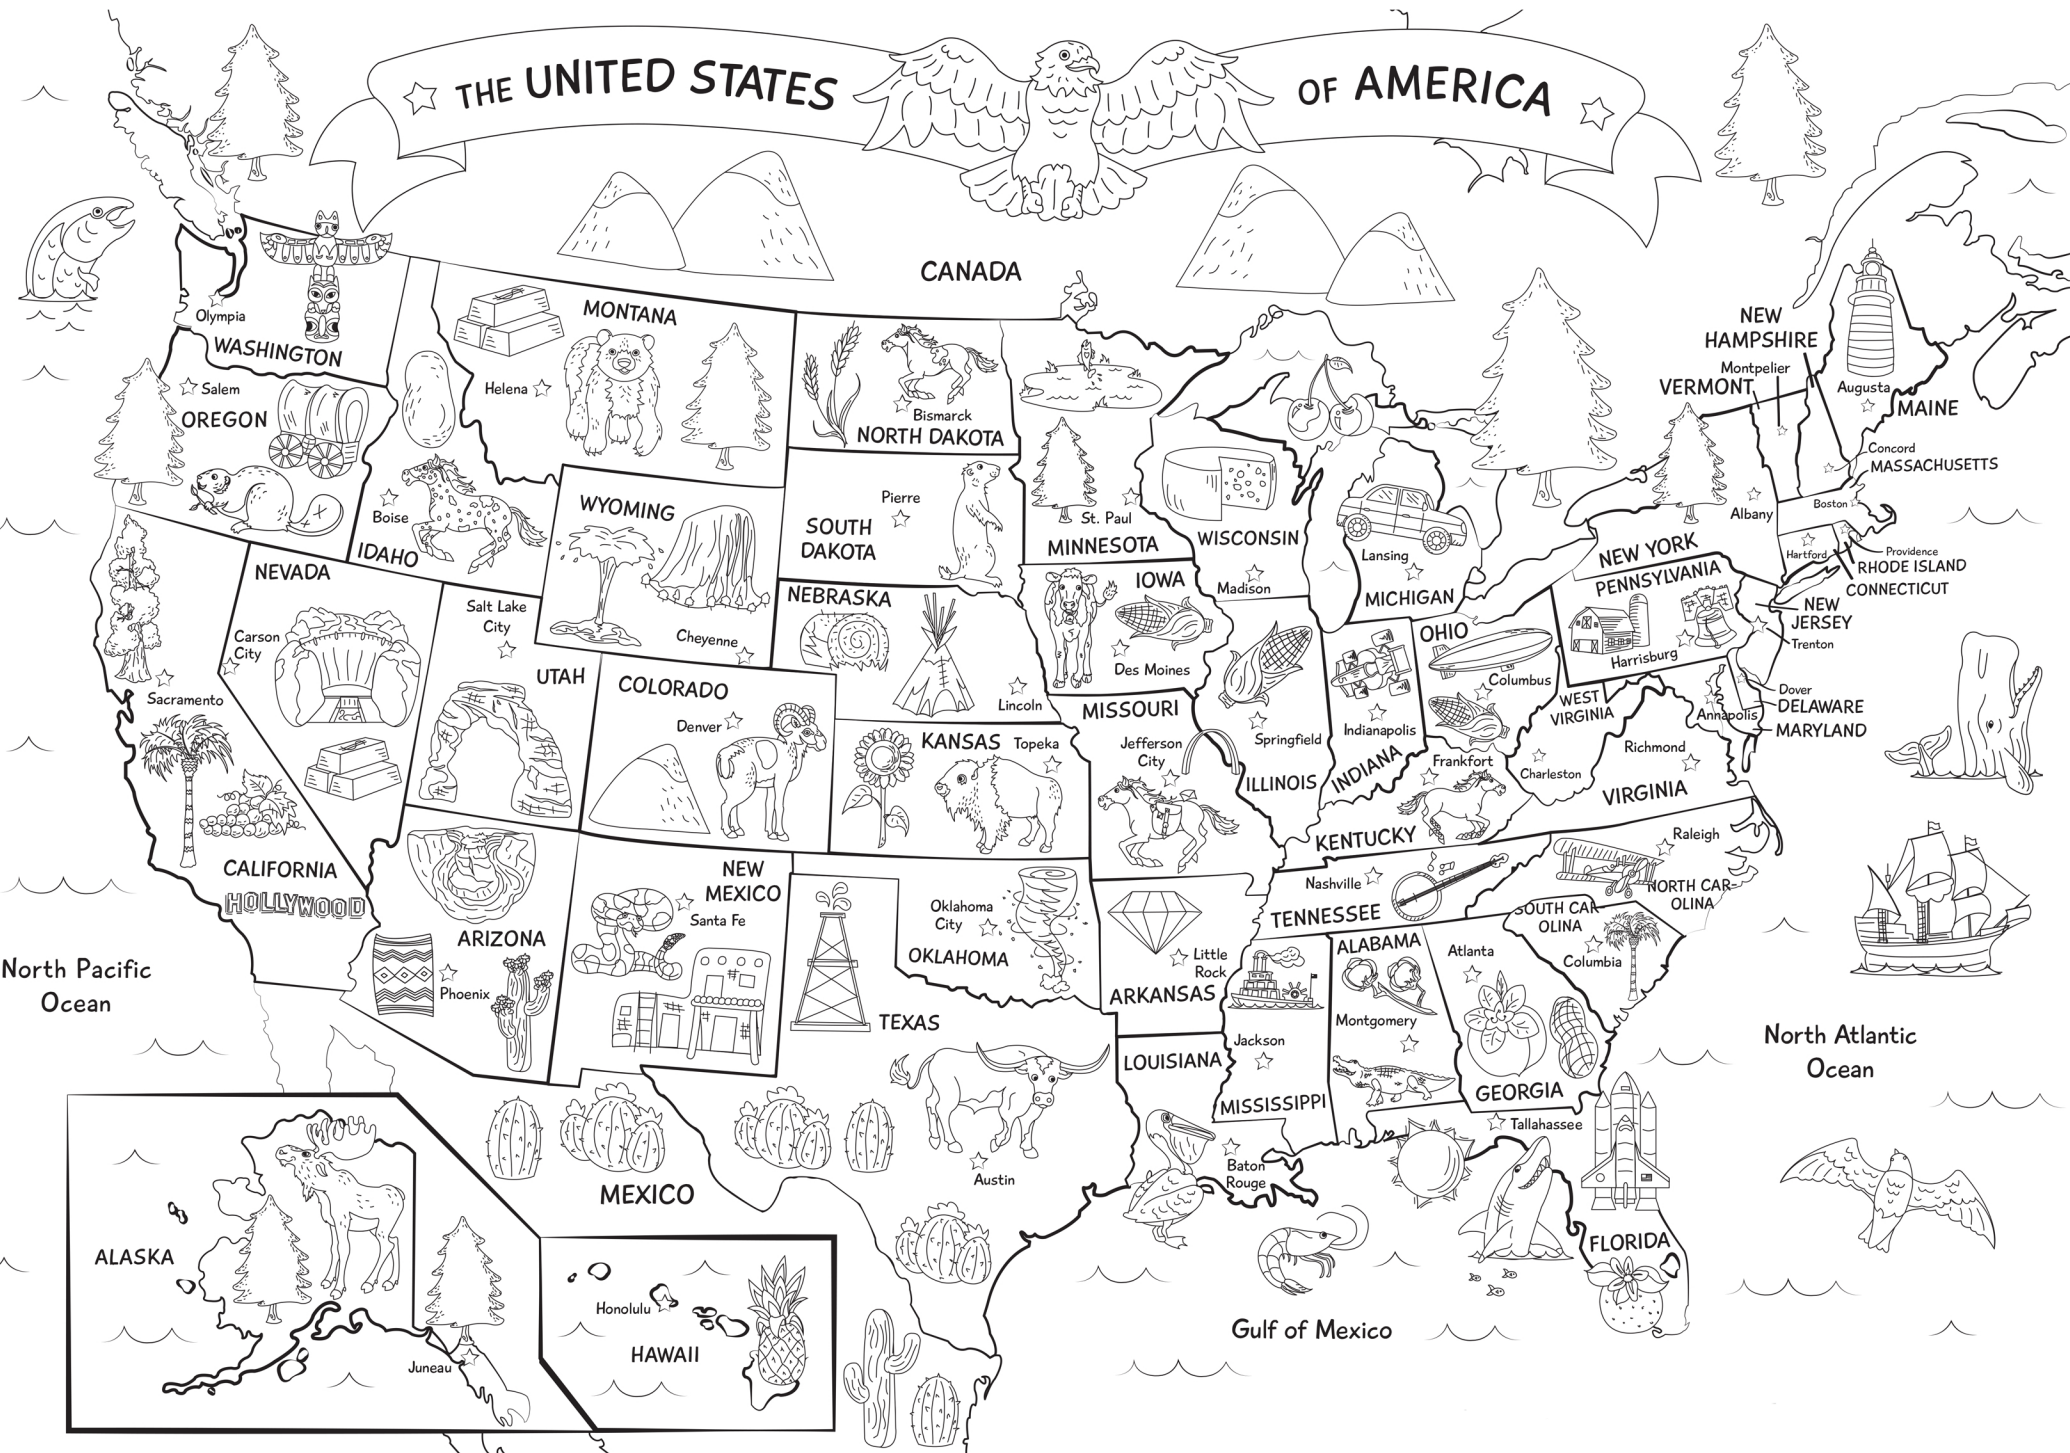 THE UNITED STATES
OF AMERICA
CANADA
Olympia
WASHINGTON
MONTANA
Helena
Bismarck
NORTH DAKOTA
NEW
HAMPSHIRE
Montpelier
VERMONT
Augusta
MAINE
Salem
OREGON
Boise
IDAHO
WYOMING
Cheyenne
Pierre
SOUTH
DAKOTA
St. Paul
MINNESOTA
WISCONSIN
Madison
Lansing
MICHIGAN
Concord
MASSACHUSETTS
Albany
Boston
NEW YORK
Hartford
Providence
RHODE ISLAND
CONNECTICUT
NEVADA
Carson
City
Salt Lake
City
UTAH
NEBRASKA
Lincoln
IOWA
Des Moines
OHIO
Columbus
PENNSYLVANIA
Harrisburg
NEW
JERSEY
Trenton
Sacramento
COLORADO
Denver
KANSAS
Topeka
MISSOURI
Jefferson
City
Springfield
ILLINOIS
Indianapolis
INDIANA
Frankfort
KENTUCKY
WEST
VIRGINIA
Charleston
Dover
DELAWARE
Annapolis
MARYLAND
Richmond
VIRGINIA
CALIFORNIA
HOLLYWOOD
ARIZONA
Phoenix
NEW
MEXICO
Santa Fe
Oklahoma
City
OKLAHOMA
Little
Rock
ARKANSAS
Nashville
TENNESSEE
Raleigh
NORTH CAR-
OLINA
SOUTH CAR-
OLINA
Columbia
North Pacific
Ocean
TEXAS
Austin
LOUISIANA
Baton
Rouge
Jackson
MISSISSIPPI
ALABAMA
Montgomery
Atlanta
GEORGIA
Tallahassee
FLORIDA
North Atlantic
Ocean
MEXICO
ALASKA
Juneau
Honolulu
HAWAII
Gulf of Mexico